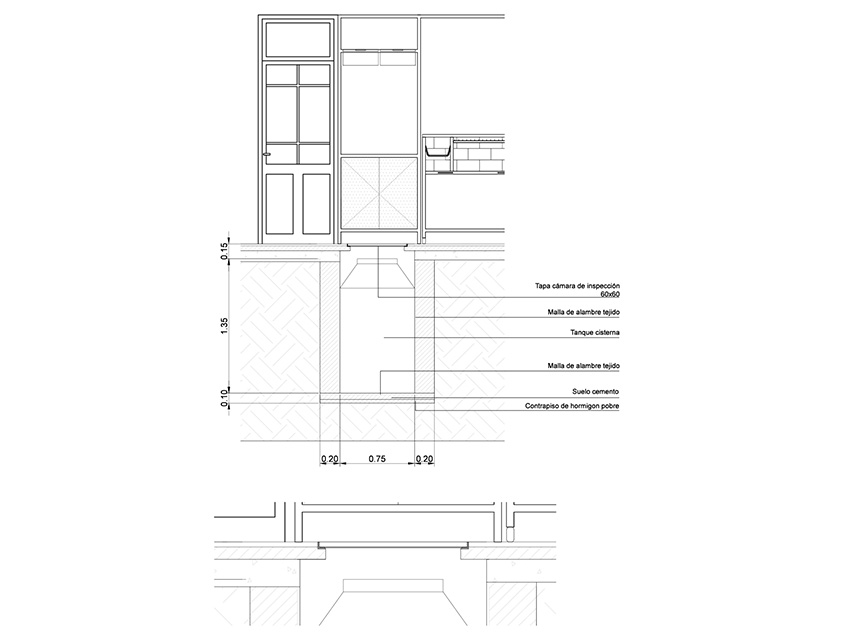 Tapa cámara de inspección
60x60
Malla de alambre tejido
Tanque cisterna
Malla de alambre tejido
Suelo cemento
Contrapiso de hormigon pobre
0.15
1.35
0.10
0.20 0.75 0.20